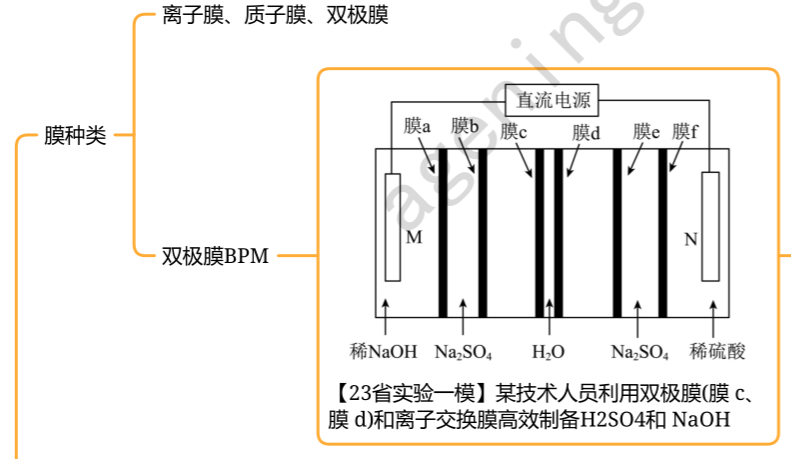 离子膜、质子膜、双极膜
膜种类
双极膜BPM
直流电源
膜a 膜b 膜c 膜d 膜e 膜f
M N
稀NaOH Na₂SO₄ H₂O Na₂SO₄ 稀硫酸
【23省实验一模】某技术人员利用双极膜(膜 c、
膜 d)和离子交换膜高效制备H2SO4和 NaOH
agening